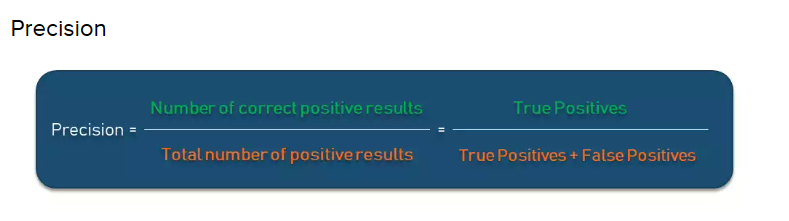 Precision
Number of correct positive results
True Positives
Precision =
=
Total number of positive results
True Positives + False Positives